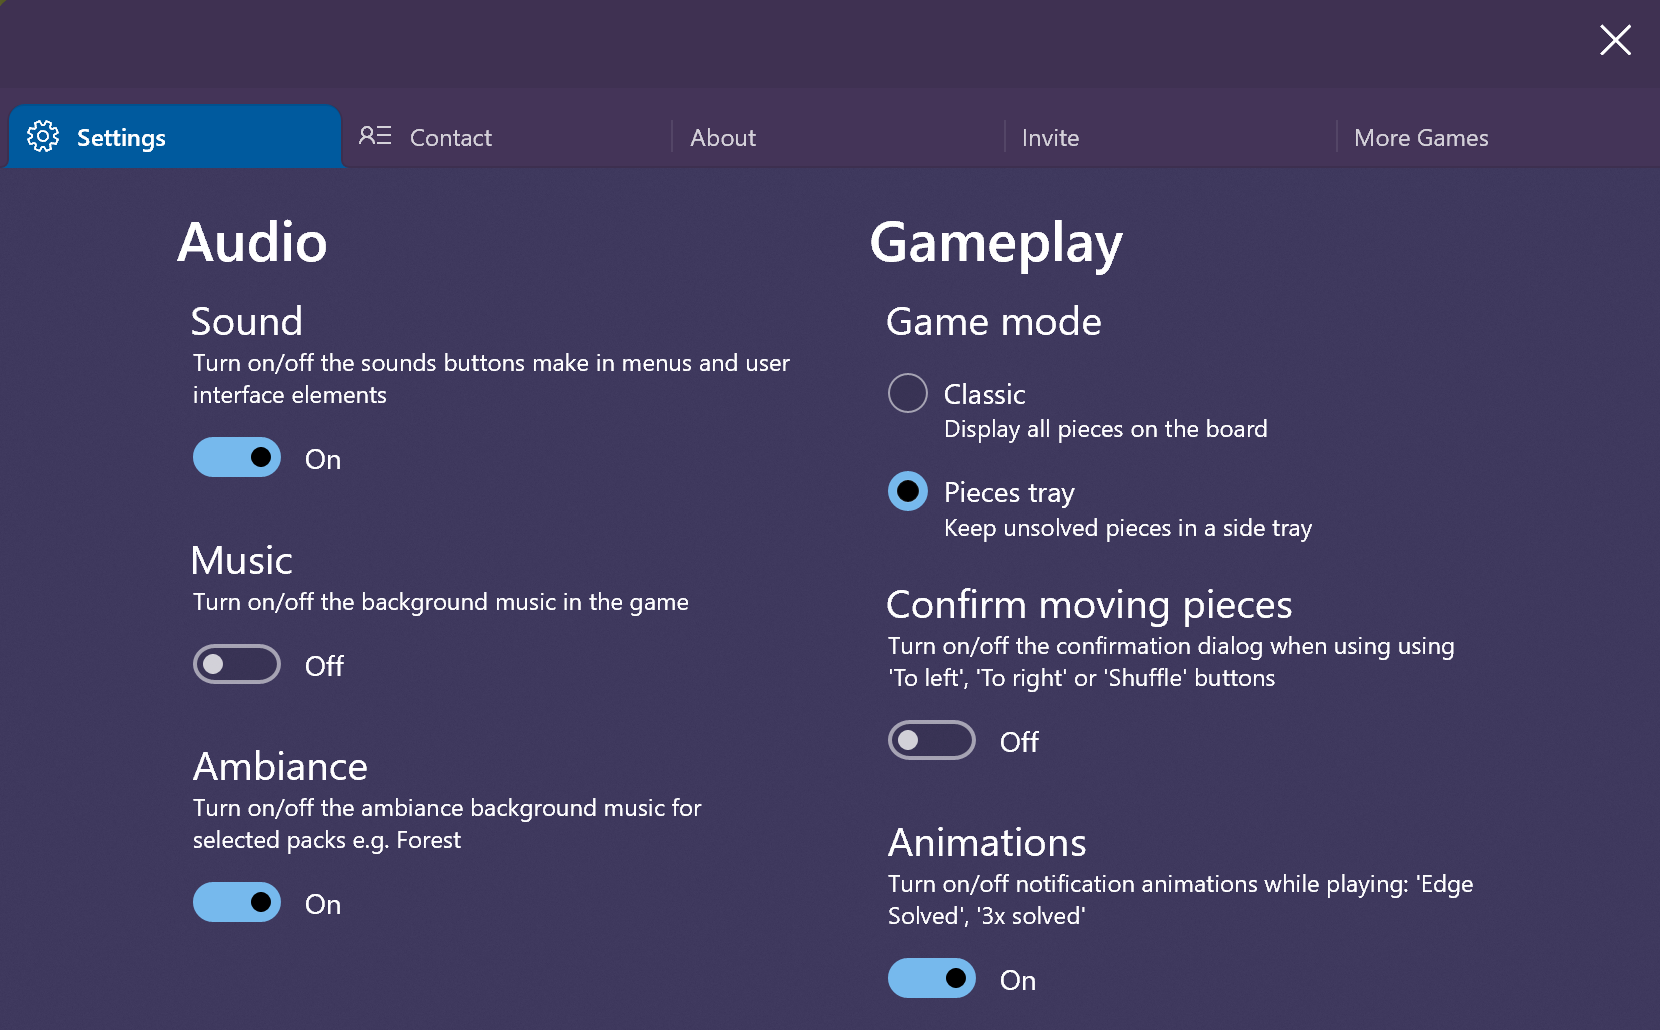 Settings
Contact
About
Invite
More Games
Audio
Sound
Turn on/off the sounds buttons make in menus and user
interface elements
On
Music
Turn on/off the background music in the game
Off
Ambiance
Turn on/off the ambiance background music for
selected packs e.g. Forest
On
Gameplay
Game mode
Classic
Display all pieces on the board
Pieces tray
Keep unsolved pieces in a side tray
Confirm moving pieces
Turn on/off the confirmation dialog when using using
'To left', 'To right' or 'Shuffle' buttons
Off
Animations
Turn on/off notification animations while playing: 'Edge
Solved', '3x solved'
On